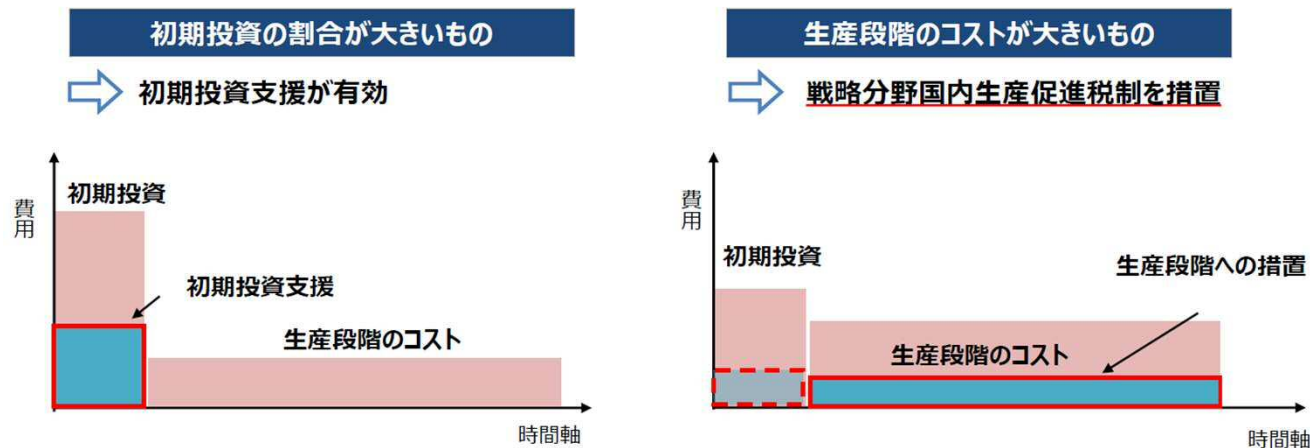 初期投資の割合が大きいもの
初期投資支援が有効
費用
初期投資
初期投資支援
生産段階のコスト
時間軸
生産段階のコストが大きいもの
戦略分野国内生産促進税制を措置
費用
初期投資
生産段階への措置
生産段階のコスト
時間軸